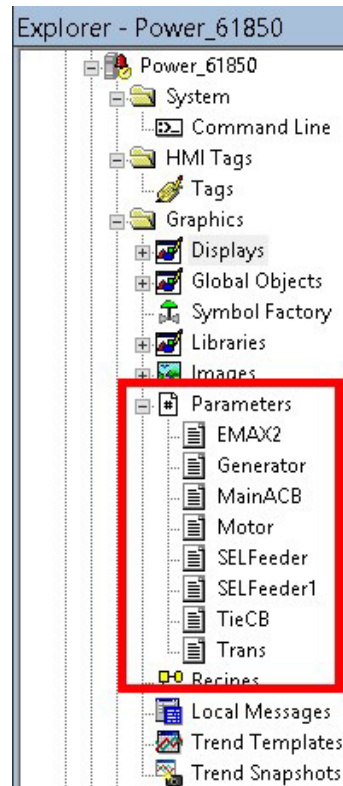 Explorer - Power_61850
Power_61850
System
Command Line
HMI Tags
Tags
Graphics
Displays
Global Objects
Symbol Factory
Libraries
Images
Parameters
EMAX2
Generator
MainACB
Motor
SELFeeder
SELFeeder1
TieCB
Trans
Recipes
Local Messages
Trend Templates
Trend Snapshots